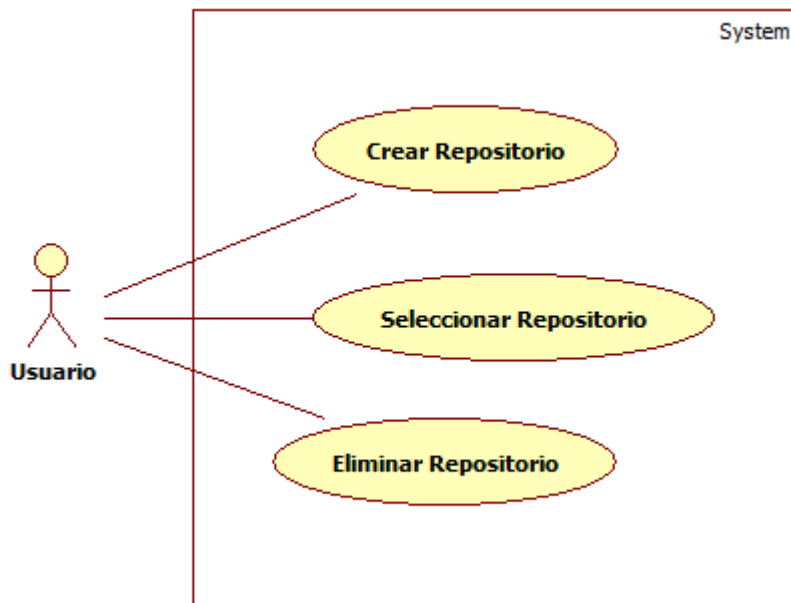 System
Crear Repositorio
Seleccionar Repositorio
Usuario
Eliminar Repositorio